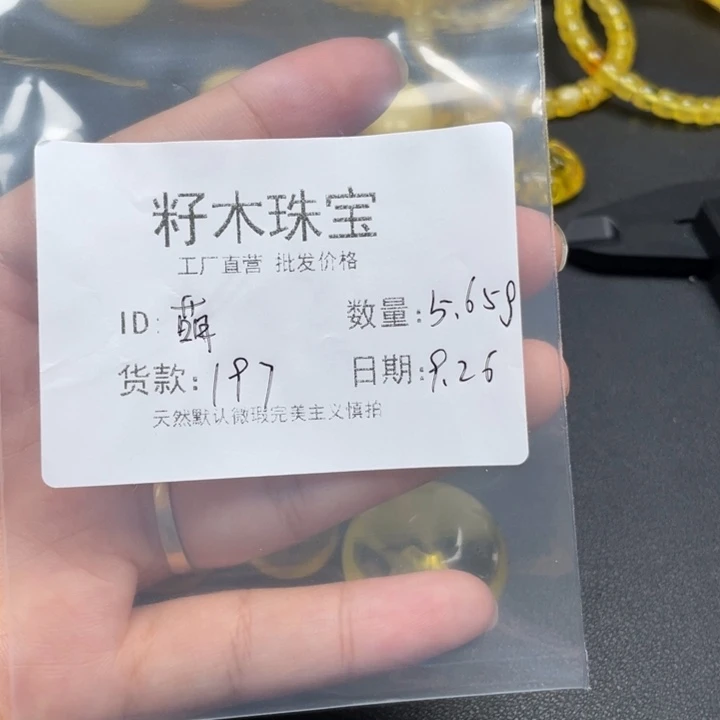 籽木珠宝
工厂直营 批发价格
ID: 萌 数量:5.65g
货款:197 日期:9.26
天然默认微瑕完美主义慎拍